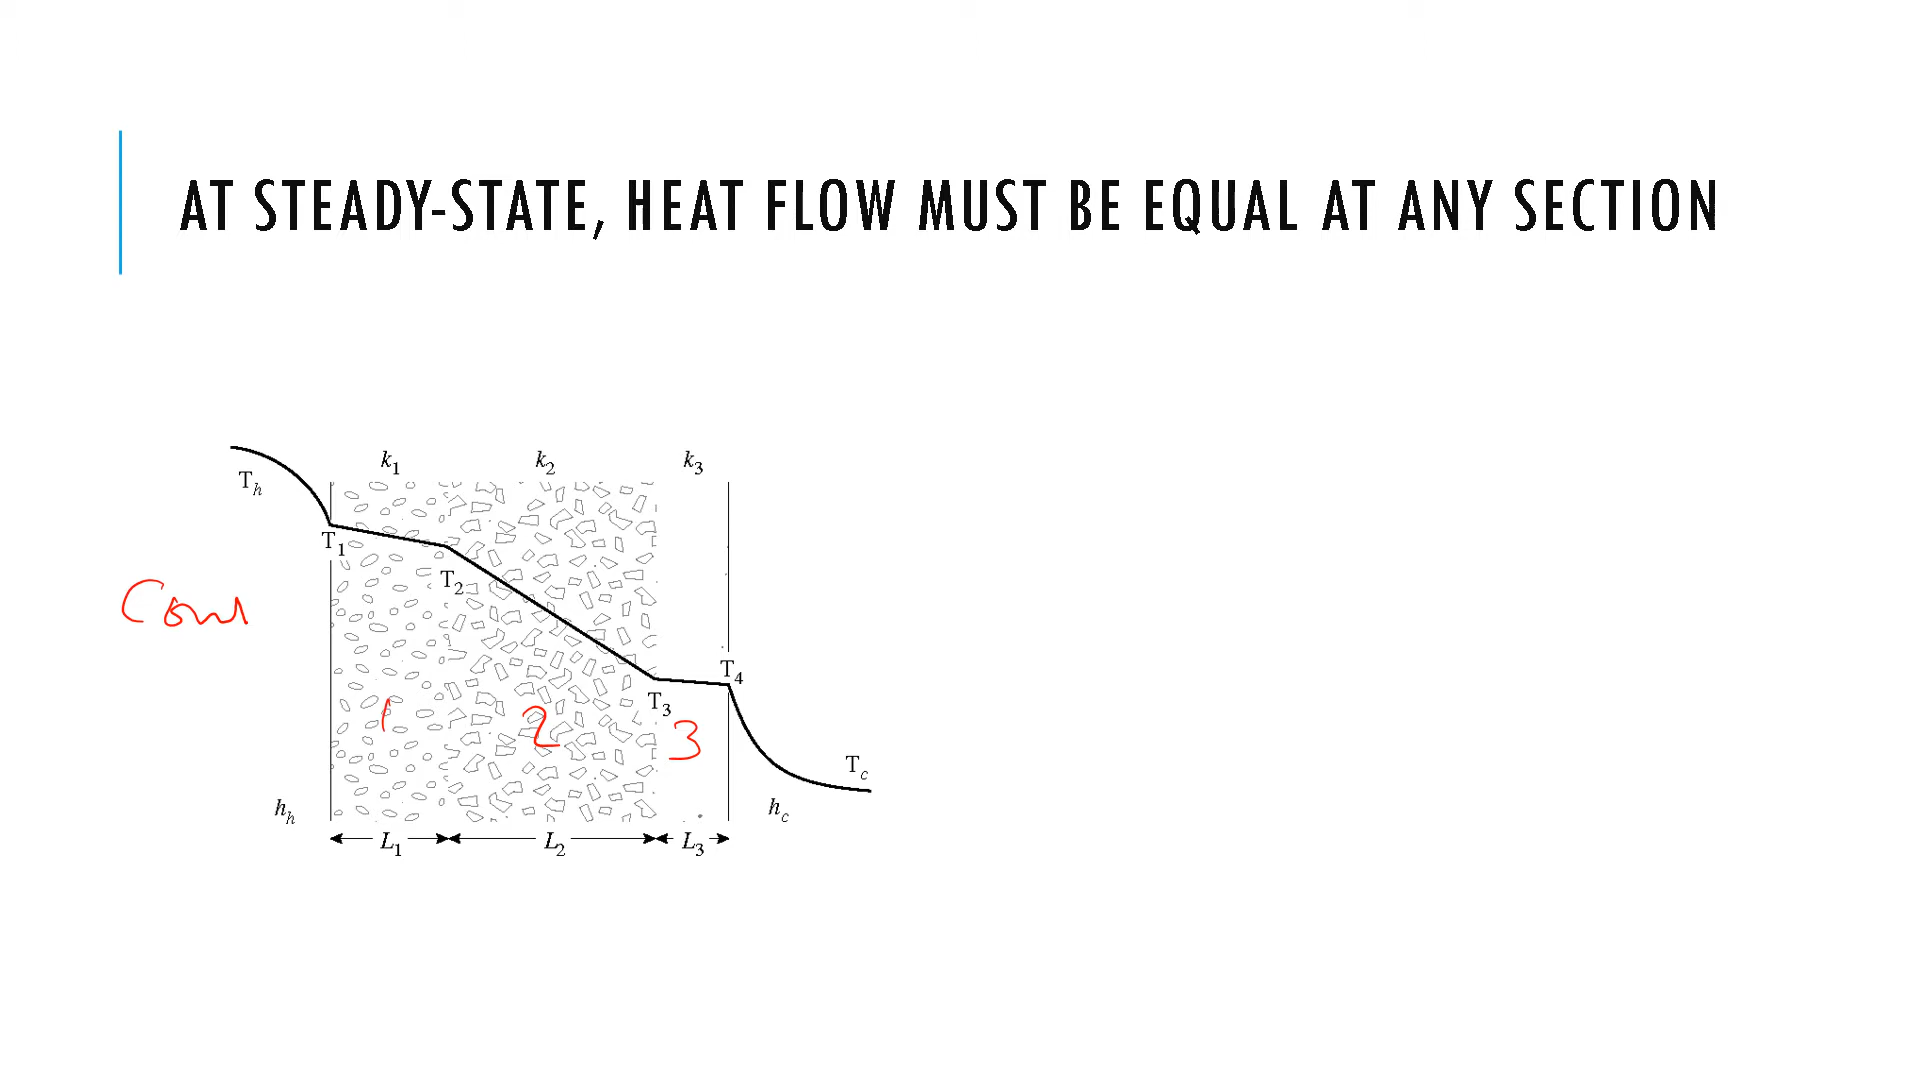 AT STEADY-STATE, HEAT FLOW MUST BE EQUAL AT ANY SECTION
k1 k2 k3
Th
T1
T2
T3
T4
Tc
1 2 3
hh hc
L1 L2 L3